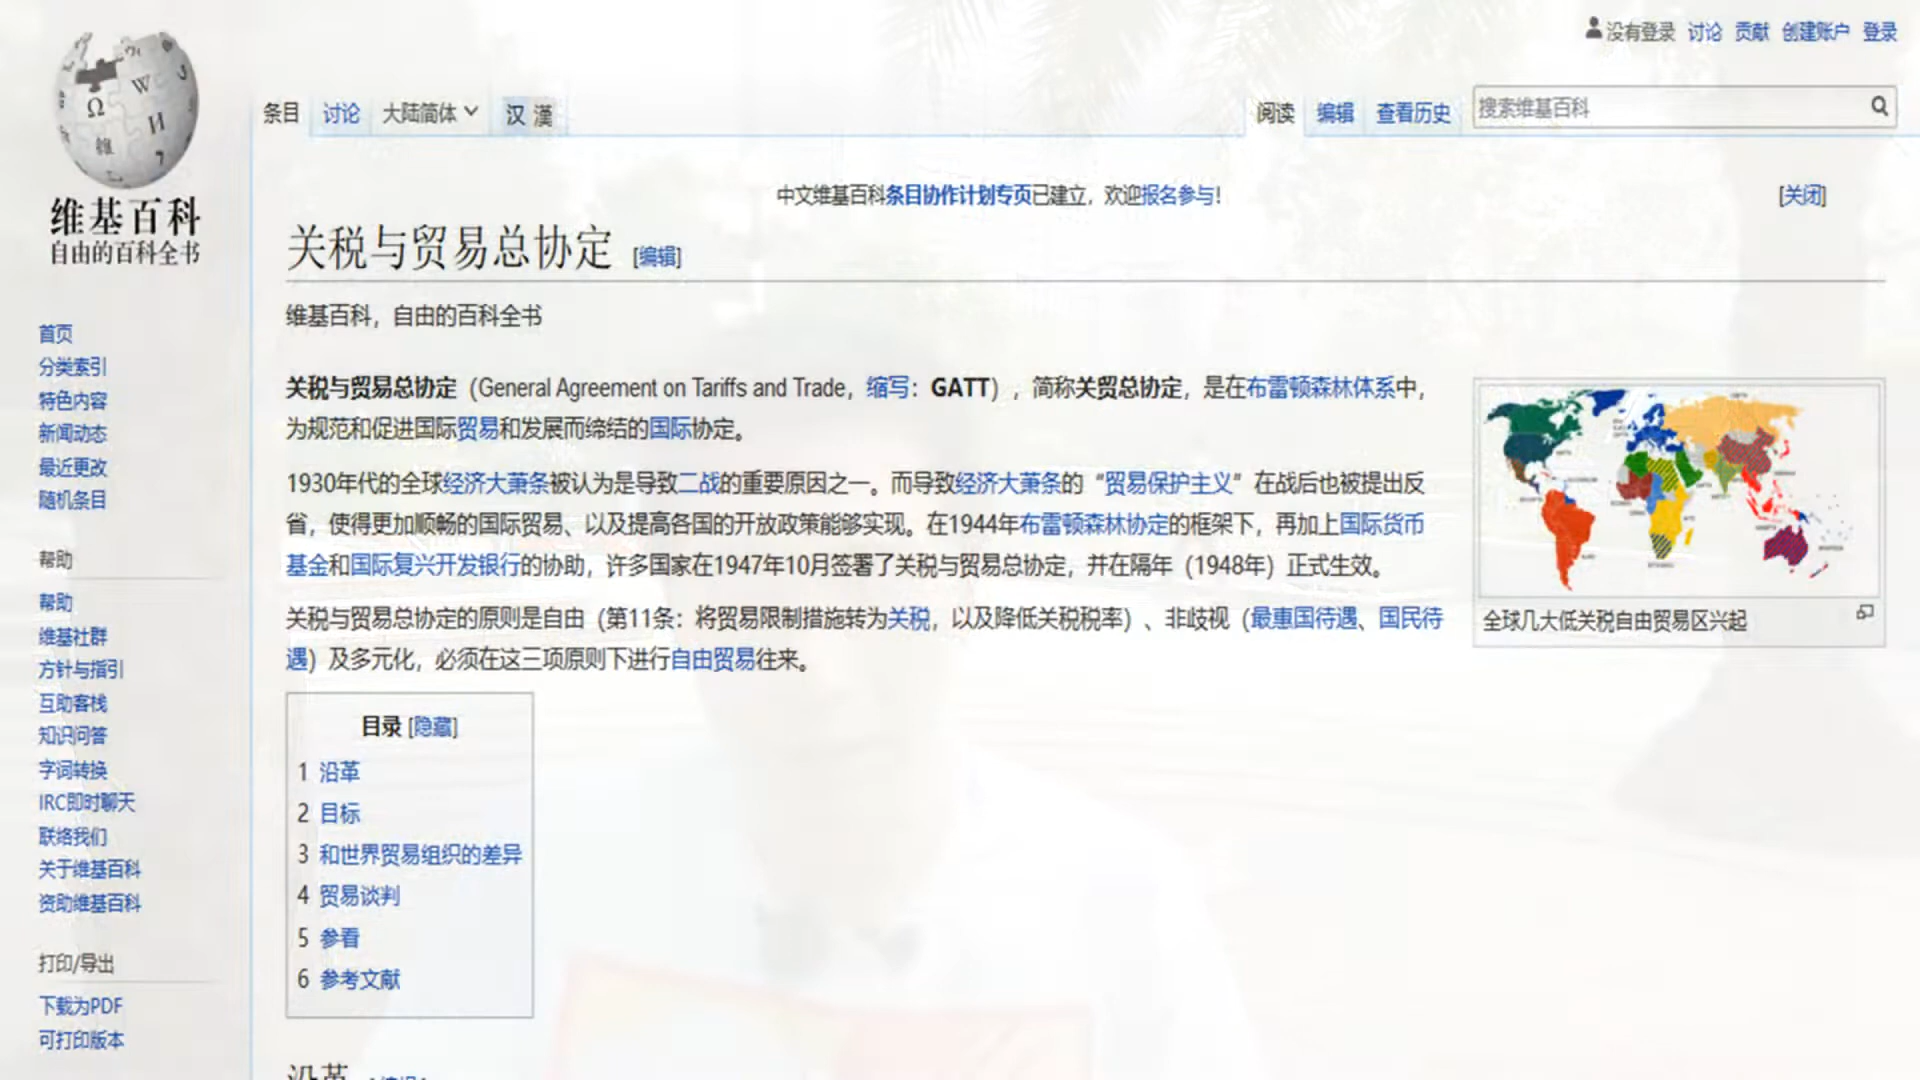 没有登录 讨论 贡献 创建账户 登录
条目 讨论 大陆简体 汉 漢 阅读 编辑 查看历史 搜索维基百科
维基百科
自由的百科全书
中文维基百科条目协作计划专页已建立，欢迎报名参与！ [关闭]
关税与贸易总协定 [编辑]
维基百科，自由的百科全书
关税与贸易总协定（General Agreement on Tariffs and Trade，缩写：GATT），简称关贸总协定，是在布雷顿森林体系中，
为规范和促进国际贸易和发展而缔结的国际协定。
1930年代的全球经济大萧条被认为是导致二战的重要原因之一。而导致经济大萧条的“贸易保护主义”在战后也被提出反
省，使得更加顺畅的国际贸易、以及提高各国的开放政策能够实现。在1944年布雷顿森林协定的框架下，再加上国际货币
基金和国际复兴开发银行的协助，许多国家在1947年10月签署了关税与贸易总协定，并在隔年（1948年）正式生效。
关税与贸易总协定的原则是自由（第11条：将贸易限制措施转为关税，以及降低关税税率）、非歧视（最惠国待遇、国民待
遇）及多元化，必须在这三项原则下进行自由贸易往来。
全球几大低关税自由贸易区兴起
目录 [隐藏]
1 沿革
2 目标
3 和世界贸易组织的差异
4 贸易谈判
5 参看
6 参考文献
沿革 [编辑]
首页
分类索引
特色内容
新闻动态
最近更改
随机条目
帮助
帮助
维基社群
方针与指引
互助客栈
知识问答
字词转换
IRC即时聊天
联络我们
关于维基百科
资助维基百科
打印/导出
下载为PDF
可打印版本